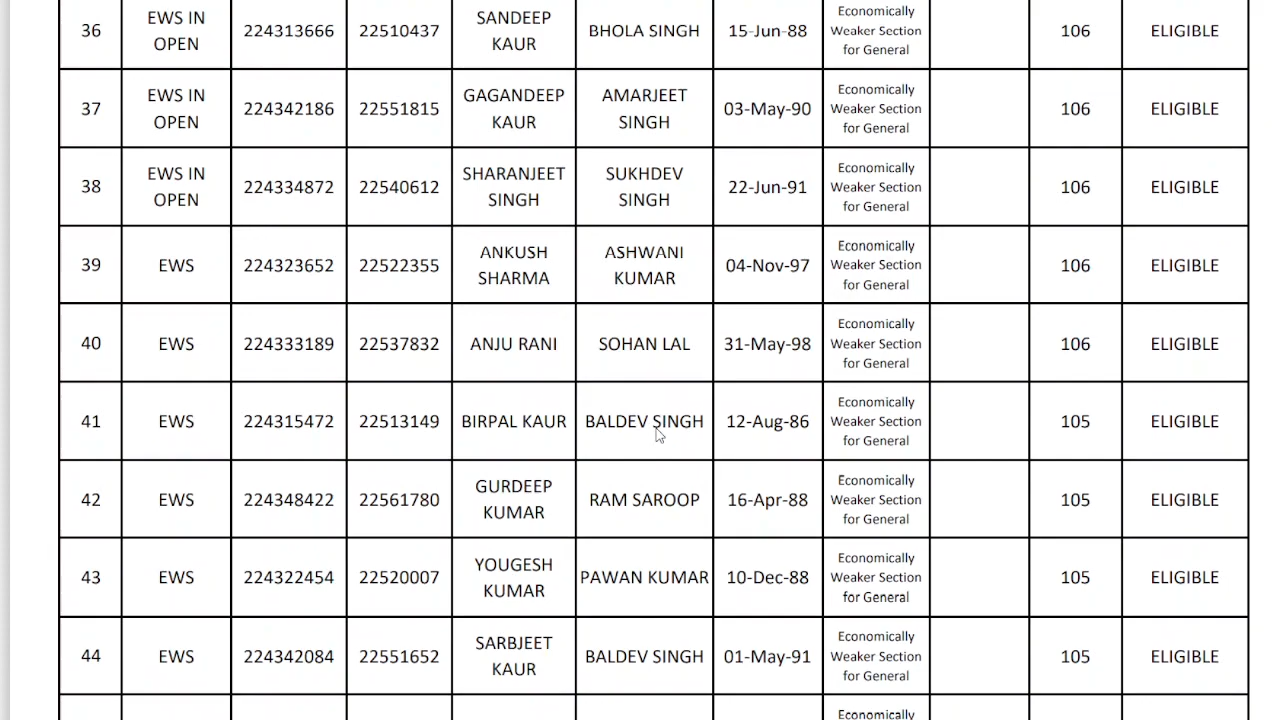 36 EWS IN OPEN 224313666 22510437 SANDEEP KAUR BHOLA SINGH 15-Jun-88 Economically Weaker Section for General 106 ELIGIBLE
37 EWS IN OPEN 224342186 22551815 GAGANDEEP KAUR AMARJEET SINGH 03-May-90 Economically Weaker Section for General 106 ELIGIBLE
38 EWS IN OPEN 224334872 22540612 SHARANJEET SINGH SUKHDEV SINGH 22-Jun-91 Economically Weaker Section for General 106 ELIGIBLE
39 EWS 224323652 22522355 ANKUSH SHARMA ASHWANI KUMAR 04-Nov-97 Economically Weaker Section for General 106 ELIGIBLE
40 EWS 224333189 22537832 ANJU RANI SOHAN LAL 31-May-98 Economically Weaker Section for General 106 ELIGIBLE
41 EWS 224315472 22513149 BIRPAL KAUR BALDEV SINGH 12-Aug-86 Economically Weaker Section for General 105 ELIGIBLE
42 EWS 224348422 22561780 GURDEEP KUMAR RAM SAROOP 16-Apr-88 Economically Weaker Section for General 105 ELIGIBLE
43 EWS 224322454 22520007 YOUGESH KUMAR PAWAN KUMAR 10-Dec-88 Economically Weaker Section for General 105 ELIGIBLE
44 EWS 224342084 22551652 SARBJEET KAUR BALDEV SINGH 01-May-91 Economically Weaker Section for General 105 ELIGIBLE
Economically